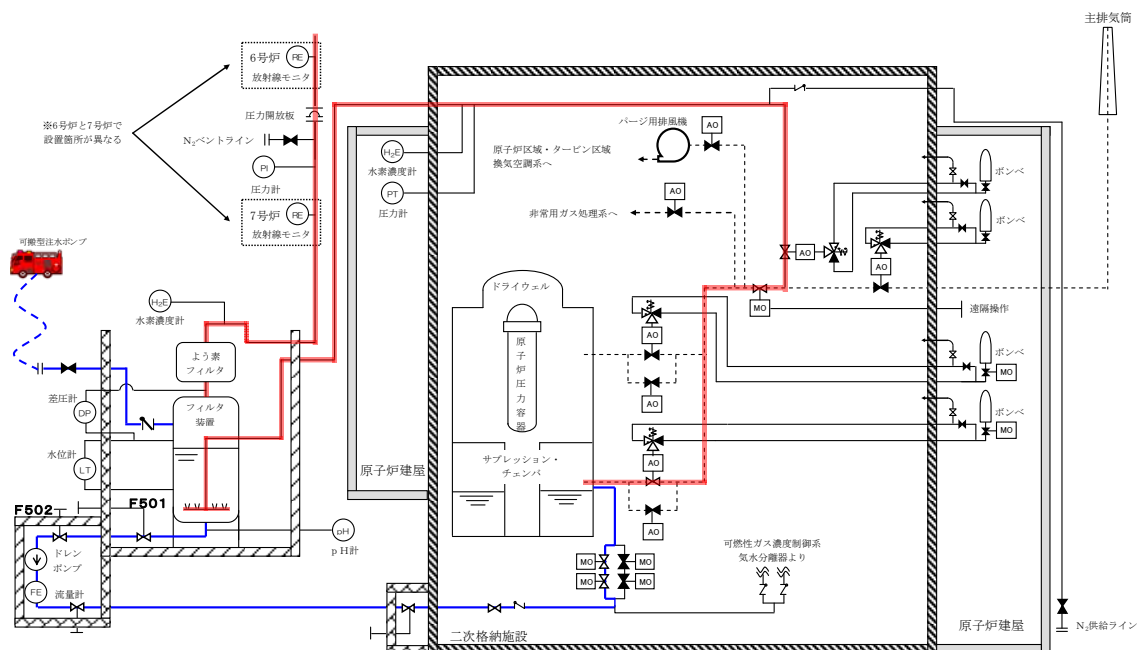 主排気筒
6号炉
RE
放射線モニタ
圧力開放板
※6号炉と7号炉で
設置箇所が異なる
N₂ベントライン
PI
圧力計
7号炉
RE
放射線モニタ
可搬型注水ポンプ
H₂E
水素濃度計
よう素
フィルタ
フィルタ
装置
差圧計
DP
水位計
LT
F502
F501
ドレン
ポンプ
FE
流量計
pH
pH計
H₂E
水素濃度計
PT
圧力計
原子炉建屋
パージ用排風機
AO
原子炉区域・タービン区域
換気空調系へ
AO
非常用ガス処理系へ
AO
AO
MO
遠隔操作
ボンベ
ボンベ
ボンベ
MO
ボンベ
MO
ドライウェル
原子炉圧力容器
サプレッション・
チェンバ
AO
AO
AO
AO
MO
MO
MO
MO
可燃性ガス濃度制御系
気水分離器より
二次格納施設
原子炉建屋
N₂供給ライン